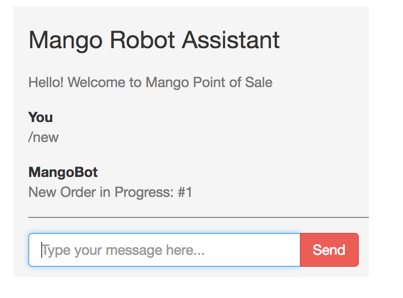 Mango Robot Assistant
Hello! Welcome to Mango Point of Sale
You
/new
MangoBot
New Order in Progress: #1
Type your message here...
Send